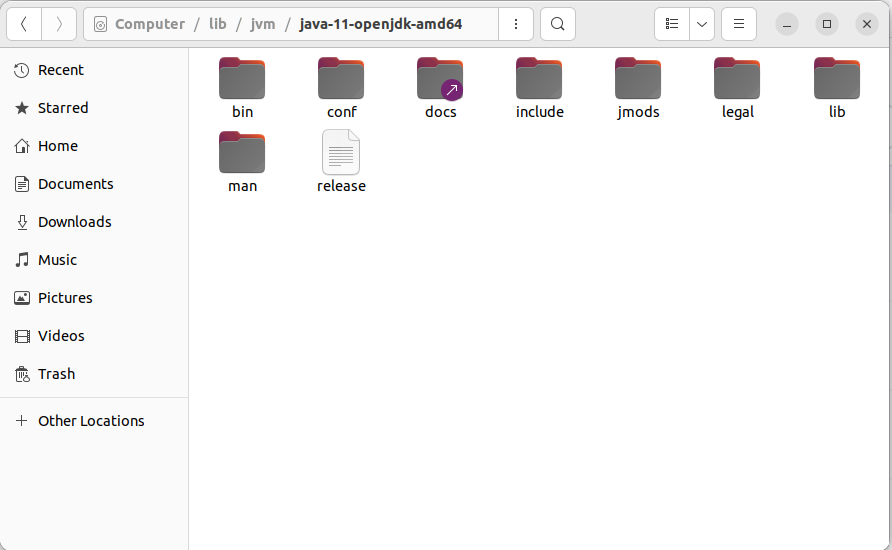 Computer / lib / jvm / java-11-openjdk-amd64
Recent
Starred
Home
Documents
Downloads
Music
Pictures
Videos
Trash
Other Locations
bin conf docs include jmods legal lib
man release